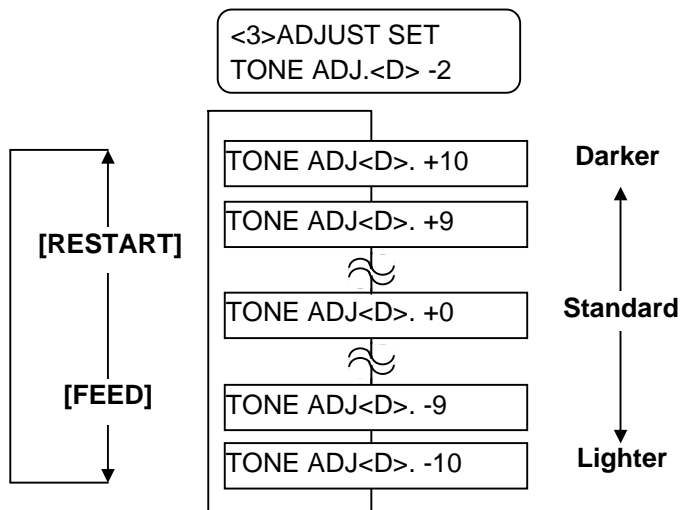 <3>ADJUST SET
TONE ADJ.<D> -2
TONE ADJ<D>. +10
Darker
TONE ADJ<D>. +9
[RESTART]
TONE ADJ<D>. +0
Standard
[FEED]
TONE ADJ<D>. -9
TONE ADJ<D>. -10
Lighter